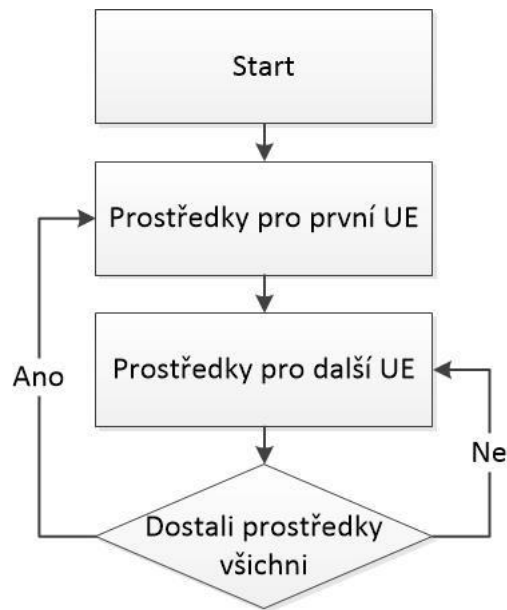 Start
Prostředky pro první UE
Prostředky pro další UE
Ano
Ne
Dostali prostředky
všichni